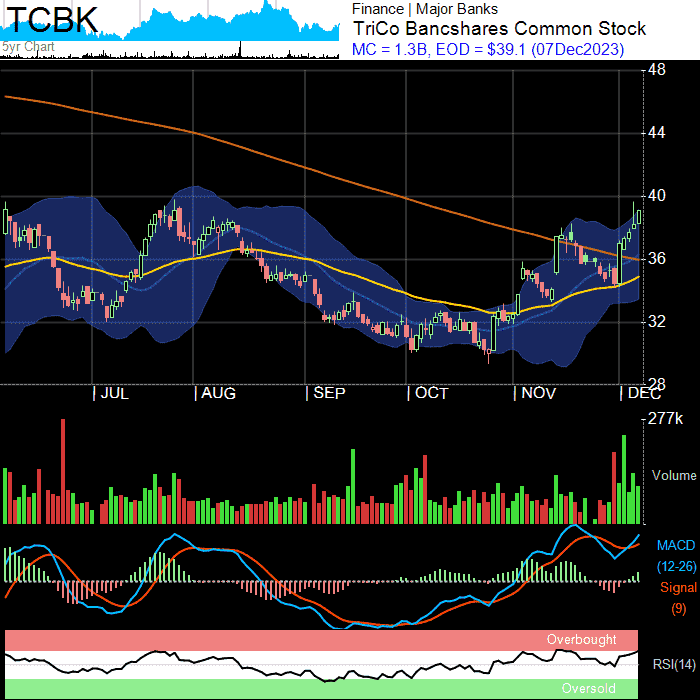 TCBK
5yr Chart
Finance | Major Banks
TriCo Bancshares Common Stock
MC = 1.3B, EOD = $39.1 (07Dec2023)
48
44
40
36
32
28
| JUL | AUG | SEP | OCT | NOV | DEC
277k
Volume
MACD
(12-26)
Signal
(9)
Overbought
RSI(14)
Oversold